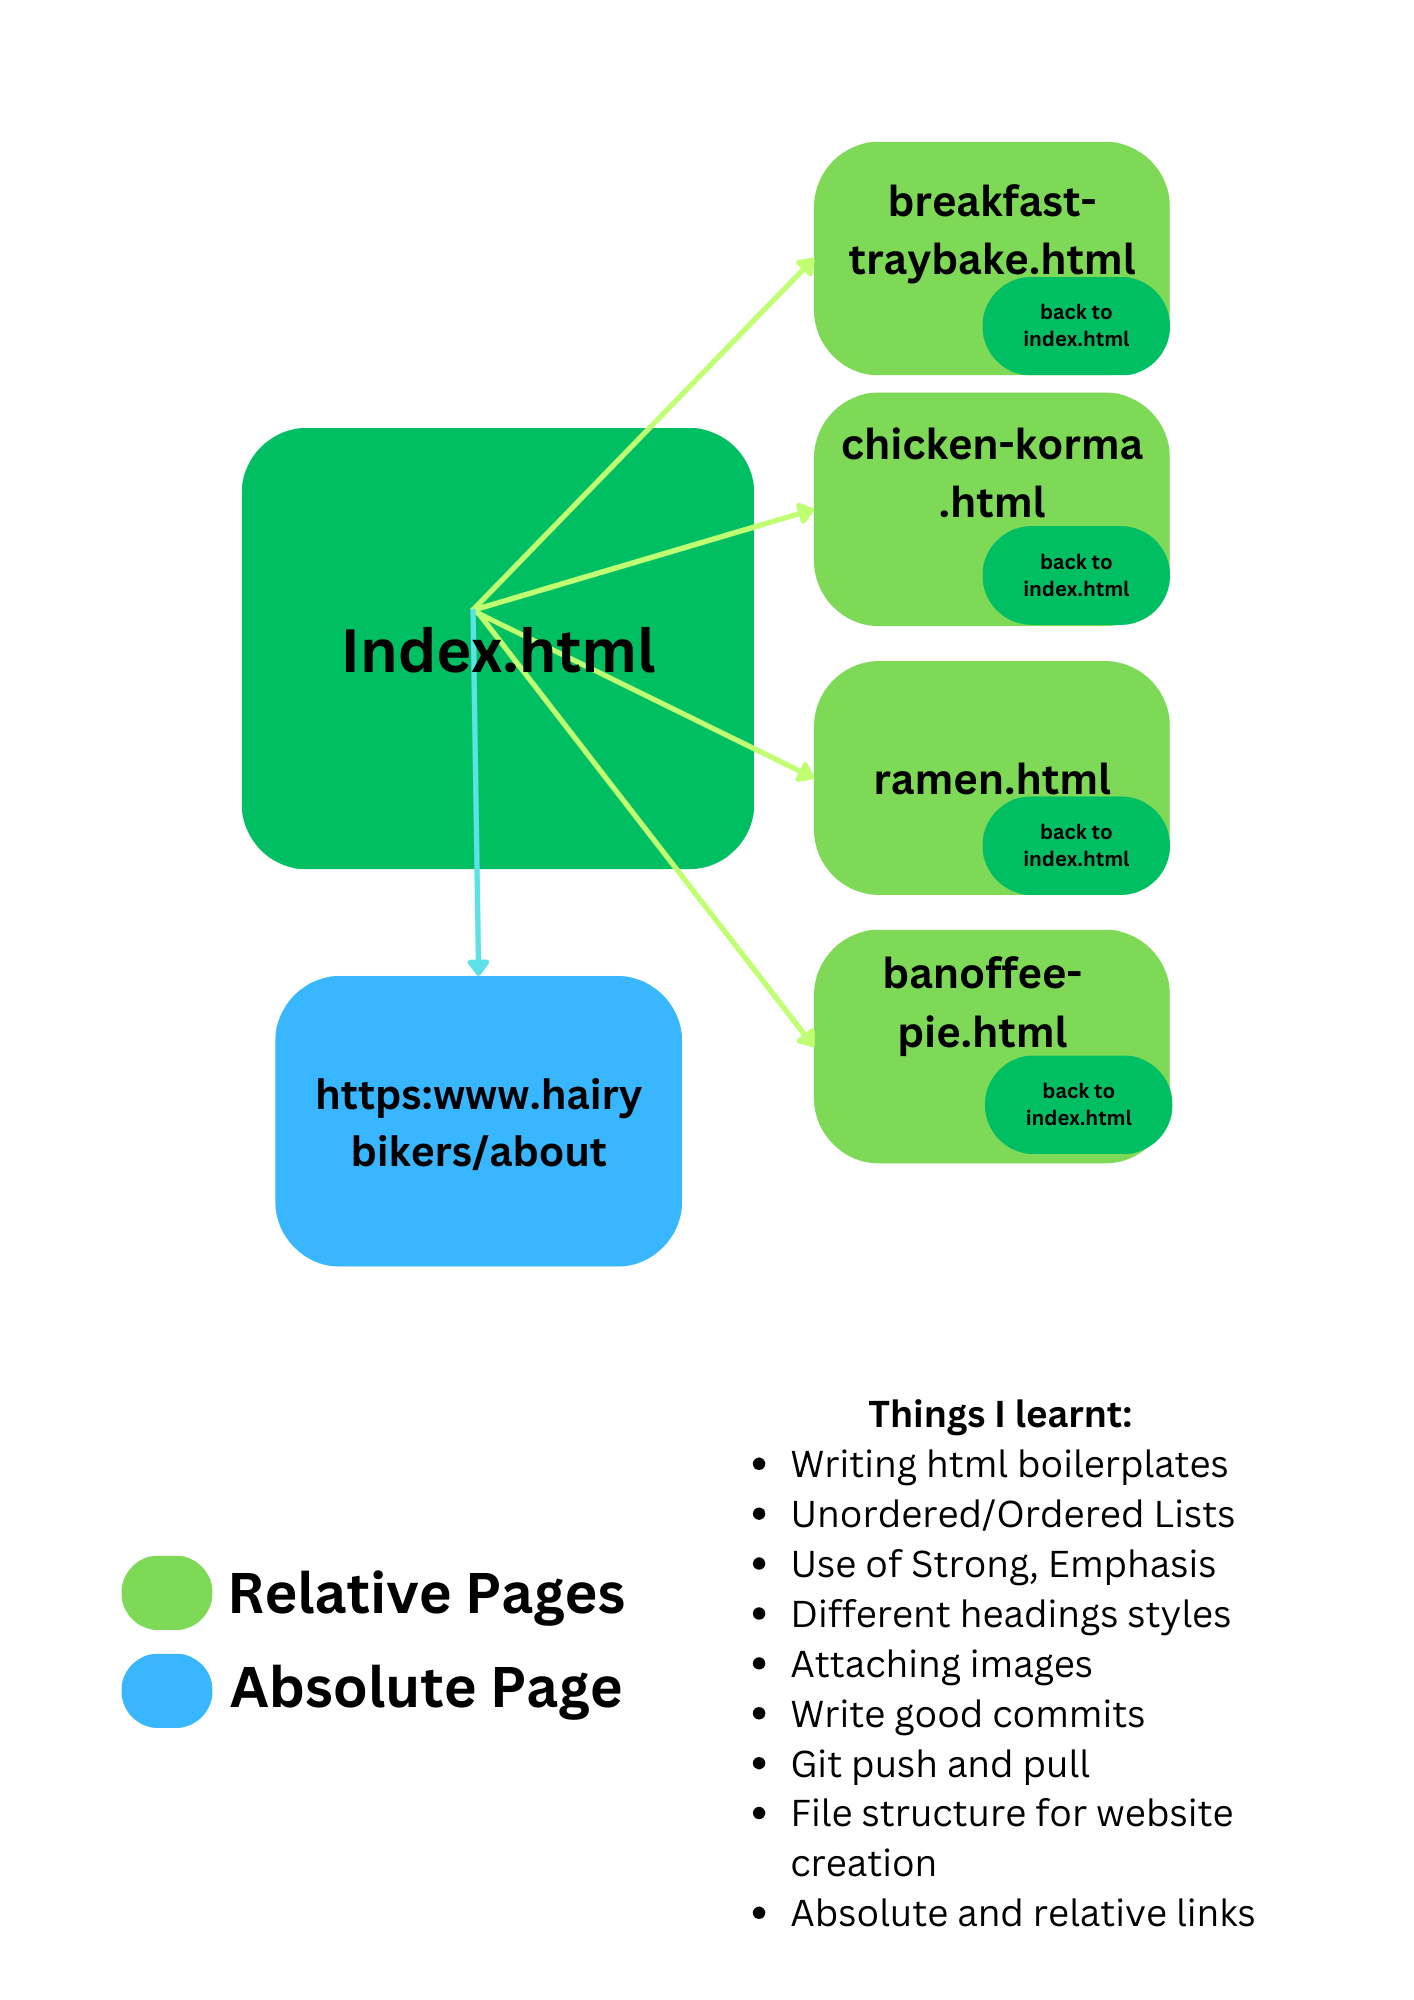 breakfast-
traybake.html
back to
index.html
chicken-korma
.html
back to
index.html
Index.html
ramen.html
back to
index.html
banoffee-
pie.html
back to
index.html
https:www.hairy
bikers/about
Relative Pages
Absolute Page
Things I learnt:
• Writing html boilerplates
• Unordered/Ordered Lists
• Use of Strong, Emphasis
• Different headings styles
• Attaching images
• Write good commits
• Git push and pull
• File structure for website
creation
• Absolute and relative links